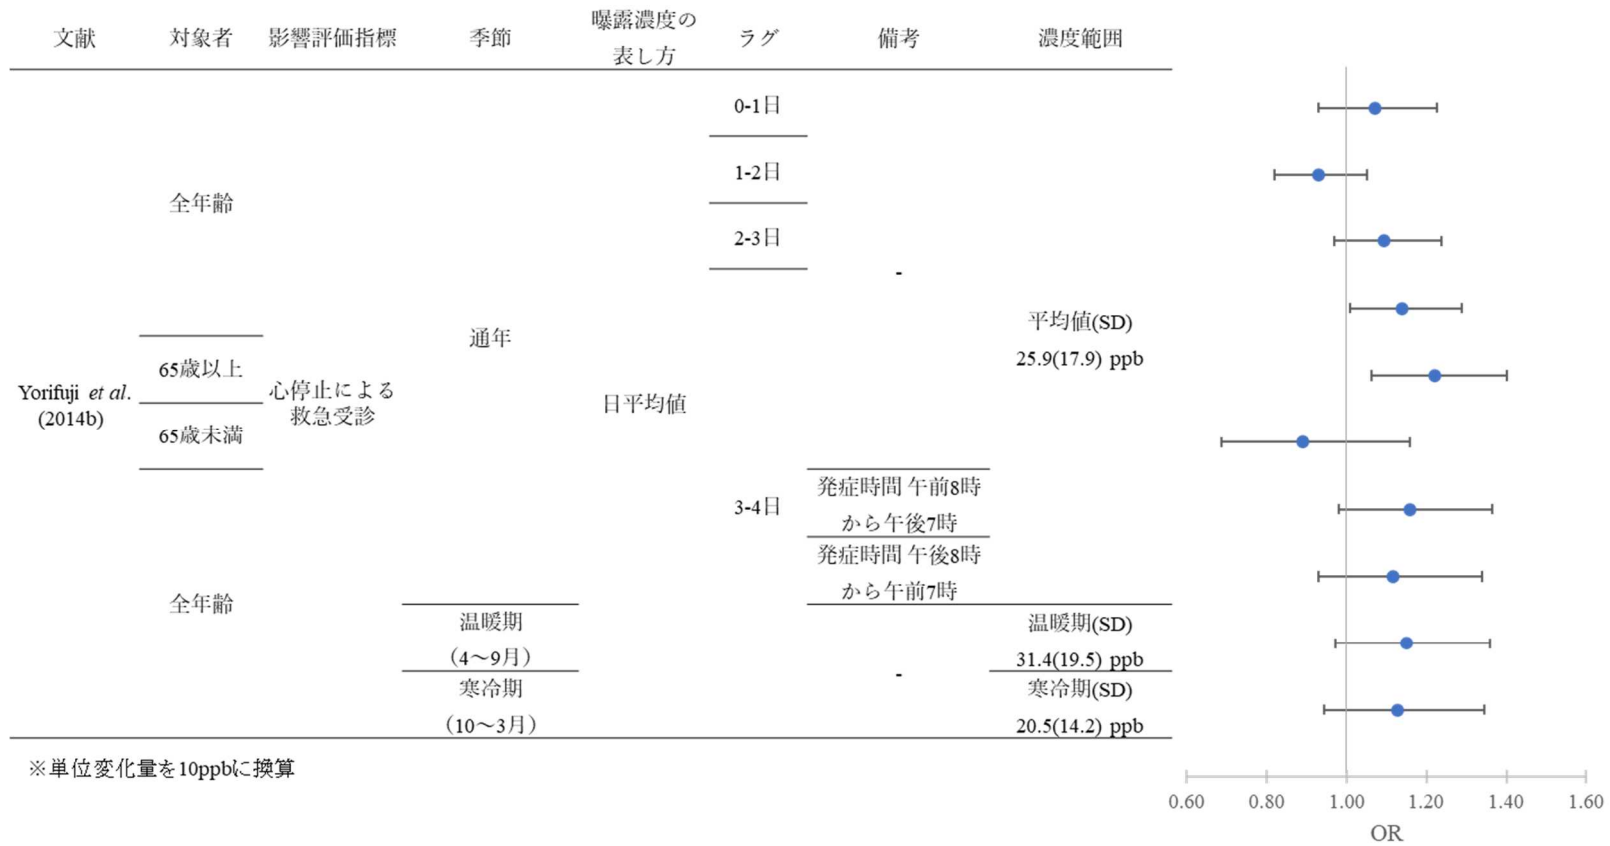 文献 対象者 影響評価指標 季節 曝露濃度の表し方 ラグ 備考 濃度範囲
0-1日
1-2日
全年齢
2-3日
-
平均値(SD)
25.9(17.9) ppb
通年
65歳以上
Yorifuji et al.
(2014b)
心停止による
救急受診
日平均値
65歳未満
3-4日
発症時間 午前8時
から午後7時
発症時間 午後8時
から午前7時
全年齢
温暖期
（4～9月）
温暖期(SD)
31.4(19.5) ppb
-
寒冷期
（10～3月）
寒冷期(SD)
20.5(14.2) ppb
※単位変化量を10ppbに換算
0.60 0.80 1.00 1.20 1.40 1.60
OR